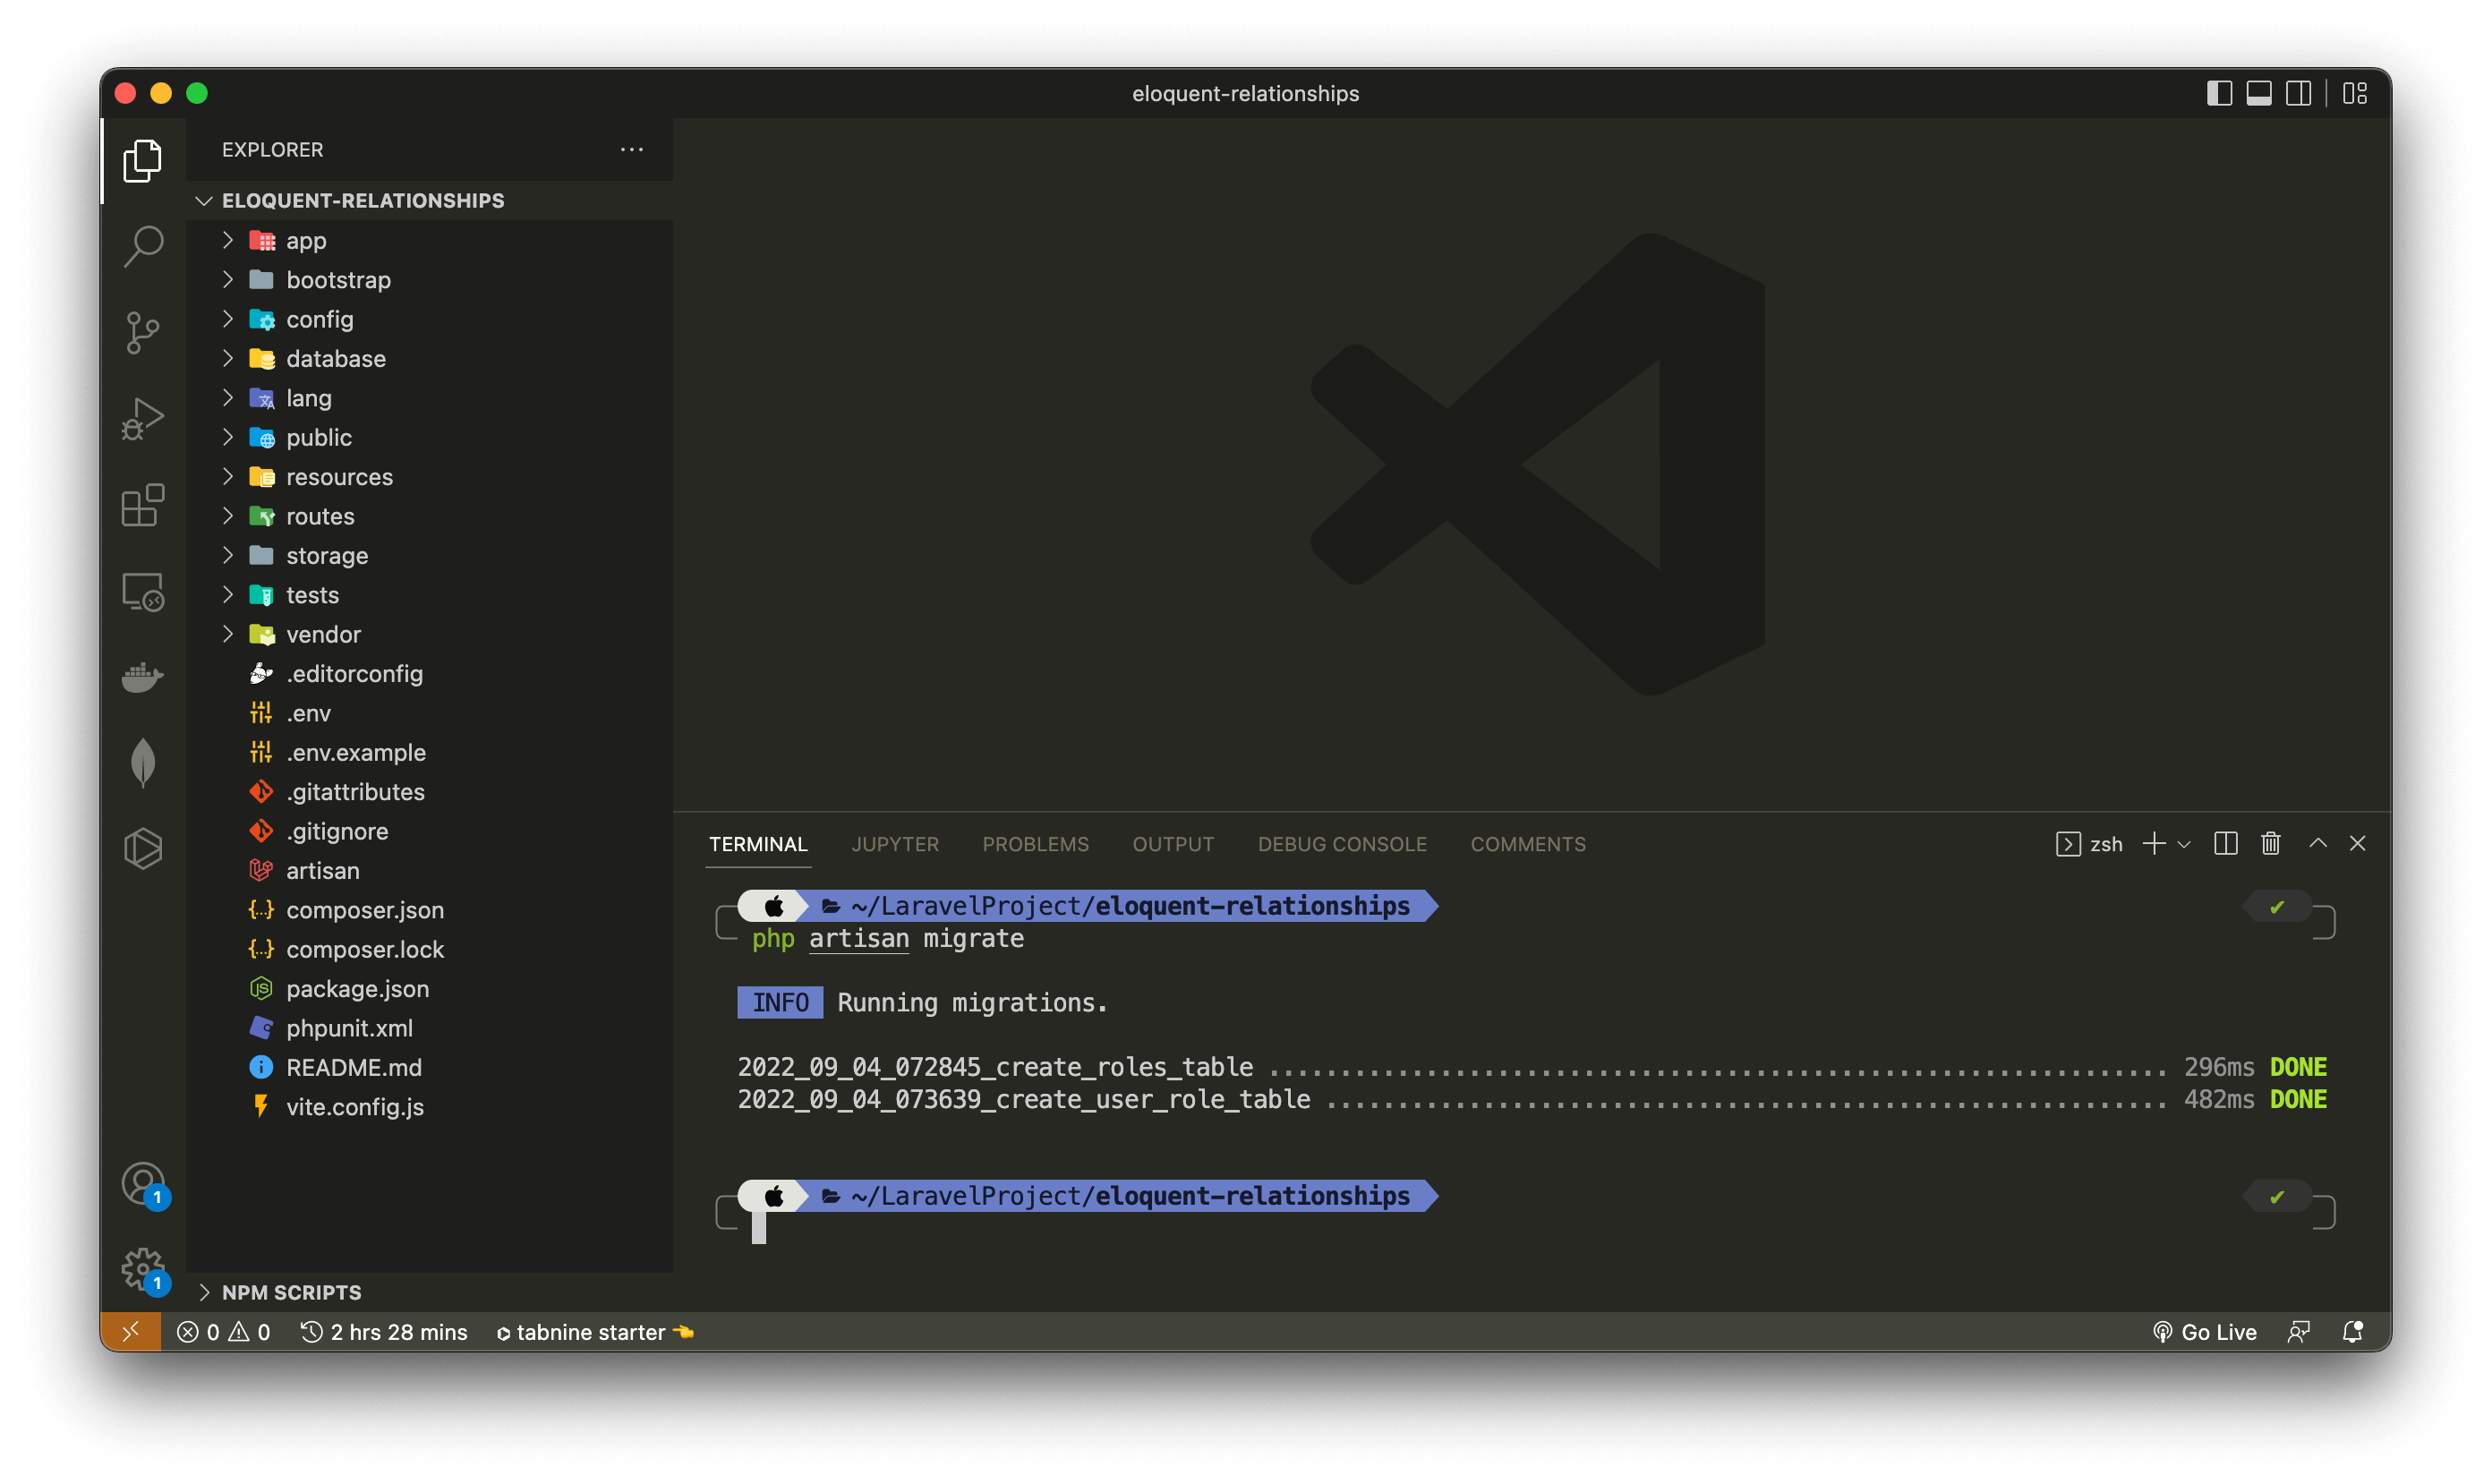 eloquent-relationships
EXPLORER
ELOQUENT-RELATIONSHIPS
app
bootstrap
config
database
lang
public
resources
routes
storage
tests
vendor
.editorconfig
.env
.env.example
.gitattributes
.gitignore
artisan
composer.json
composer.lock
package.json
phpunit.xml
README.md
vite.config.js
NPM SCRIPTS
TERMINAL JUPYTER PROBLEMS OUTPUT DEBUG CONSOLE COMMENTS zsh
~/LaravelProject/eloquent-relationships ✔
php artisan migrate
INFO Running migrations.
2022_09_04_072845_create_roles_table ............................................................... 296ms DONE
2022_09_04_073639_create_user_role_table ........................................................... 482ms DONE
~/LaravelProject/eloquent-relationships ✔
1
1
0 0 2 hrs 28 mins tabnine starter 👈 Go Live